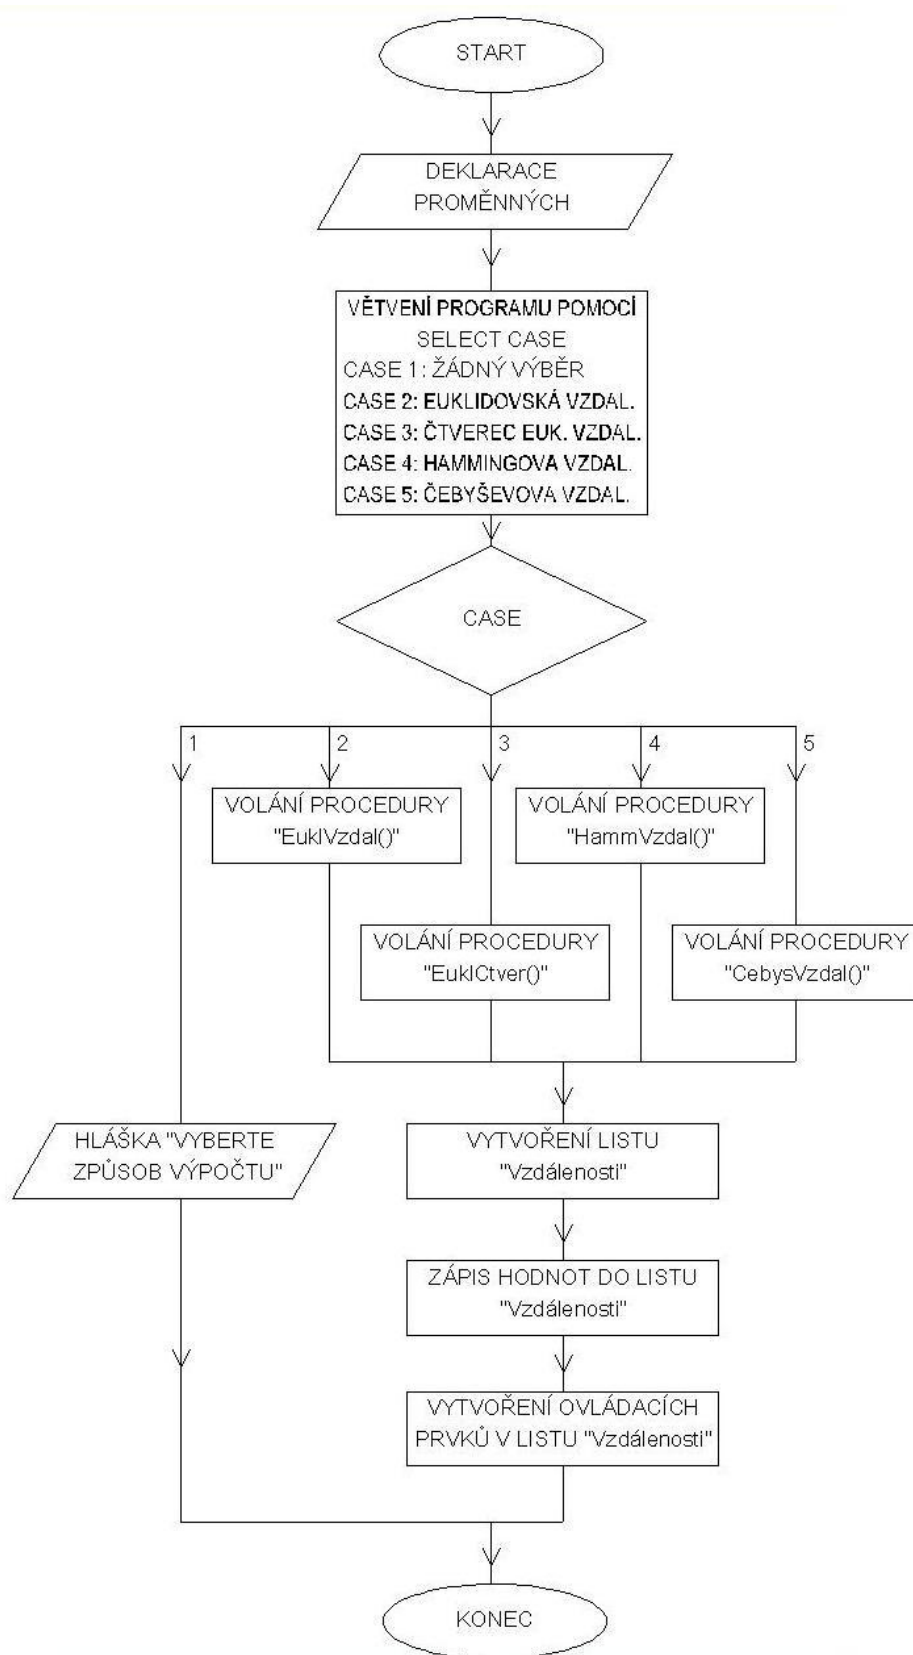 START
DEKLARACE
PROMĚNNÝCH
VĚTVENÍ PROGRAMU POMOCÍ
SELECT CASE
CASE 1: ŽÁDNÝ VÝBĚR
CASE 2: EUKLIDOVSKÁ VZDAL.
CASE 3: ČTVEREC EUK. VZDAL.
CASE 4: HAMMINGOVA VZDAL.
CASE 5: ČEBYŠEVOVA VZDAL.
CASE
1
2
3
4
5
VOLÁNÍ PROCEDURY
"EuklVzdal()"
VOLÁNÍ PROCEDURY
"HammVzdal()"
VOLÁNÍ PROCEDURY
"EuklCtver()"
VOLÁNÍ PROCEDURY
"CebysVzdal()"
HLÁŠKA "VYBERTE
ZPŮSOB VÝPOČTU"
VYTVOŘENÍ LISTU
"Vzdálenosti"
ZÁPIS HODNOT DO LISTU
"Vzdálenosti"
VYTVOŘENÍ OVLÁDACÍCH
PRVKŮ V LISTU "Vzdálenosti"
KONEC